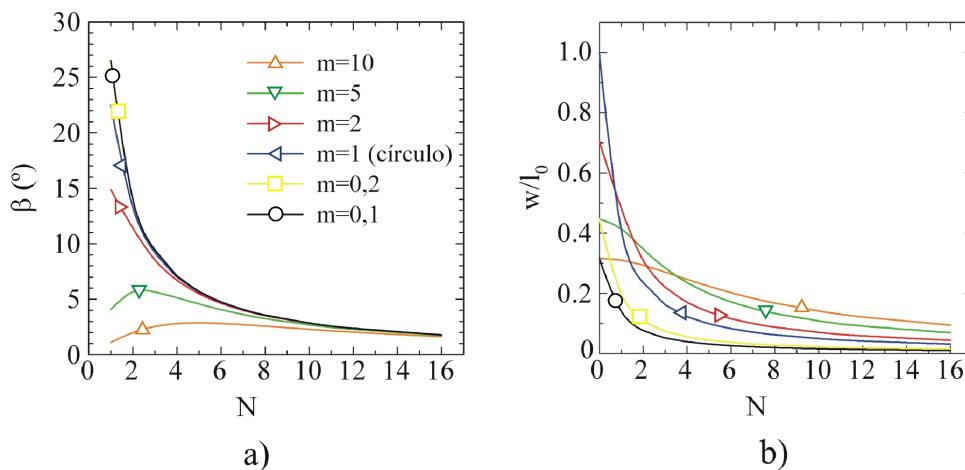 30
25
20
15
10
5
0
β (º)
0 2 4 6 8 10 12 14 16
N
m=10
m=5
m=2
m=1 (círculo)
m=0,2
m=0,1
a)
1.0
0.8
0.6
0.4
0.2
0
w/l₀
0 2 4 6 8 10 12 14 16
N
b)